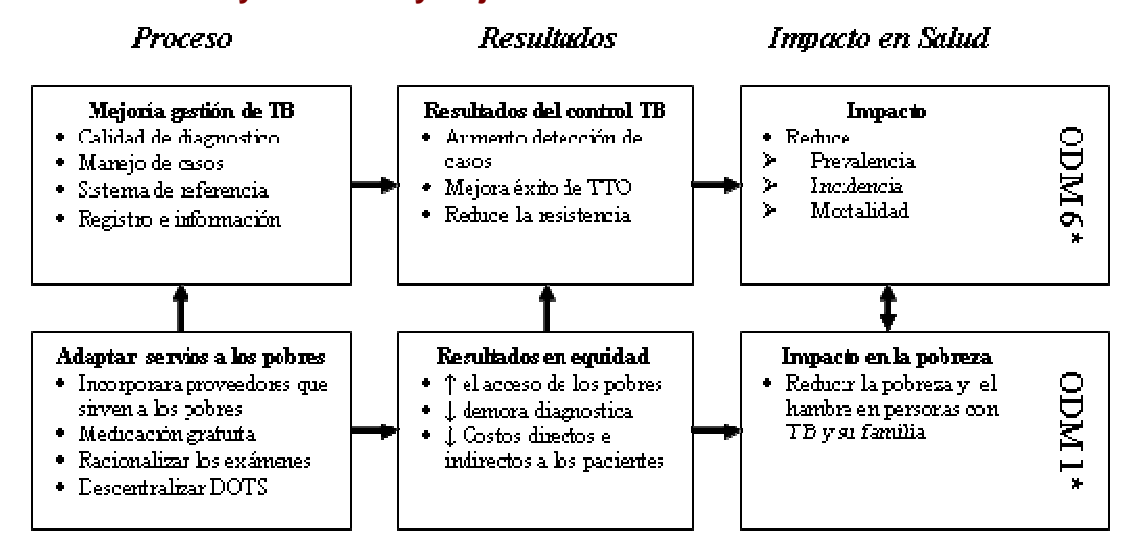 Proceso
Resultados
Impacto en Salud
Mejoría gestión de TB
• Calidad de diagnostico
• Manejo de casos
• Sistema de referencia
• Registro e información
Resultados del control TB
• Aumento detección de
casos
• Mejora éxito de TTO
• Reduce la resistencia
Impacto
• Reduce
➢ Prevalencia
➢ Incidencia
➢ Mortalidad
ODM 6*
Adaptar servios a los pobres
• Incorporara proveedores que
sirven a los pobres
• Medicación gratuita
• Racionalizar los exámenes
• Descentralizar DOTS
Resultados en equidad
• ↑ el acceso de los pobres
• ↓ demora diagnostica
• ↓ Costos directos e
indirectos a los pacientes
Impacto en la pobreza
• Reducir la pobreza y el
hambre en personas con
TB y su familia
ODM 1*